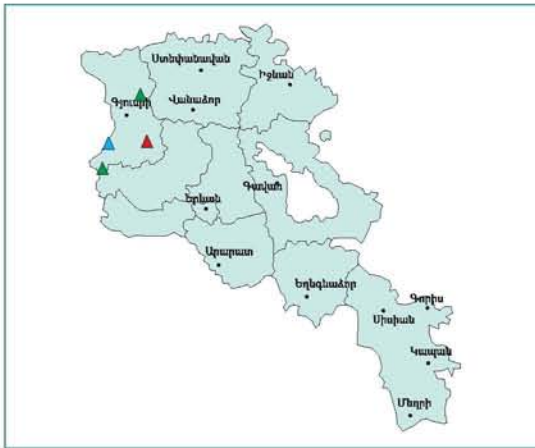 Ստեփանավան
Իջևան
Գյումրի
Վանաձոր
Գավառ
Երևան
Արարատ
Եղեգնաձոր
Գորիս
Սիսիան
Կապան
Մեղրի